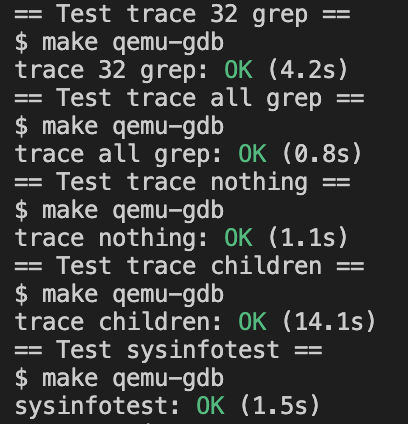 == Test trace 32 grep ==
$ make qemu-gdb
trace 32 grep: OK (4.2s)
== Test trace all grep ==
$ make qemu-gdb
trace all grep: OK (0.8s)
== Test trace nothing ==
$ make qemu-gdb
trace nothing: OK (1.1s)
== Test trace children ==
$ make qemu-gdb
trace children: OK (14.1s)
== Test sysinfotest ==
$ make qemu-gdb
sysinfotest: OK (1.5s)